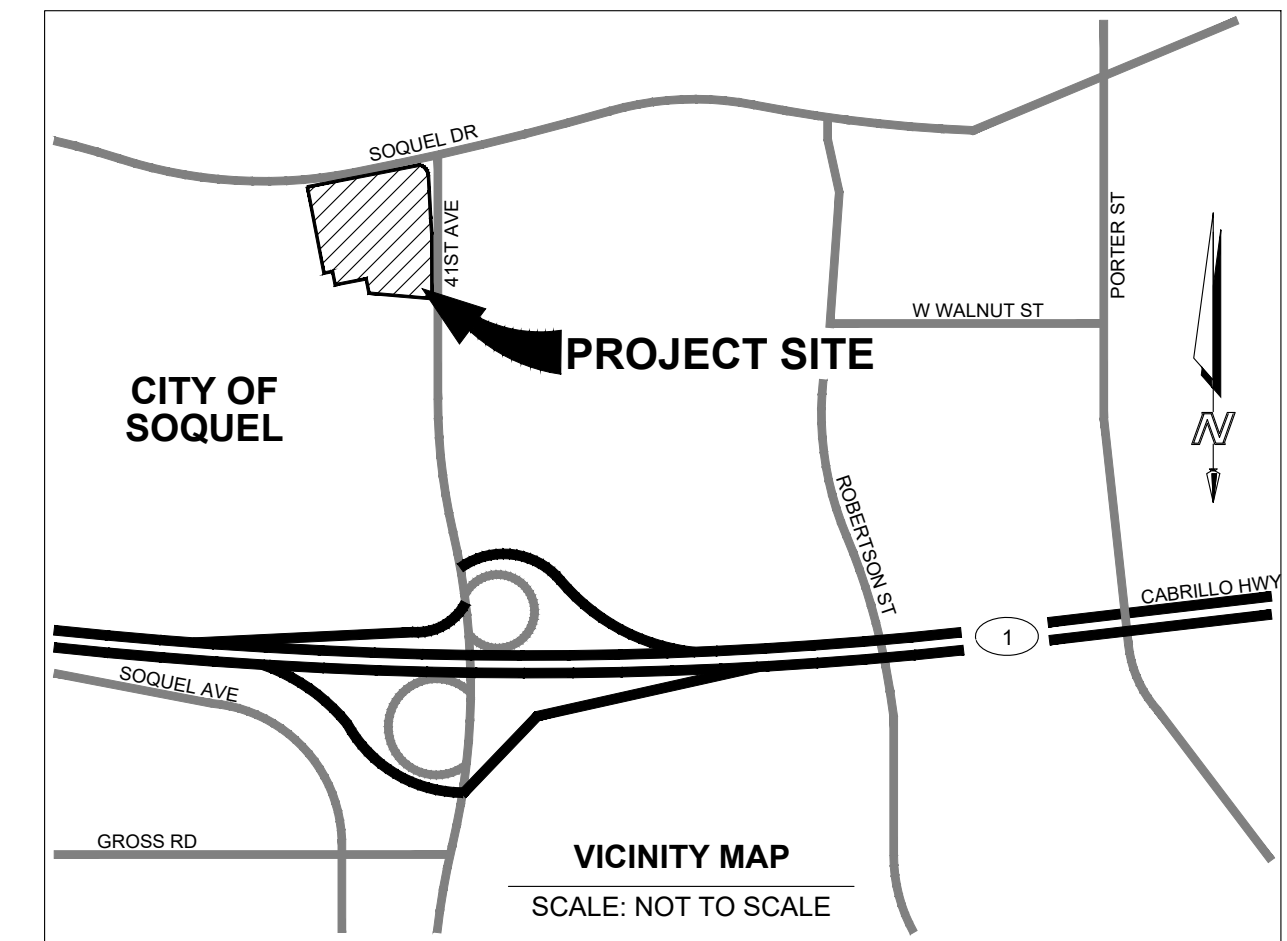 SOQUEL DR
41ST AVE
PORTER ST
W WALNUT ST
PROJECT SITE
CITY OF
SOQUEL
N
ROBERTSON ST
CABRILLO HWY
1
SOQUEL AVE
GROSS RD
VICINITY MAP
SCALE: NOT TO SCALE